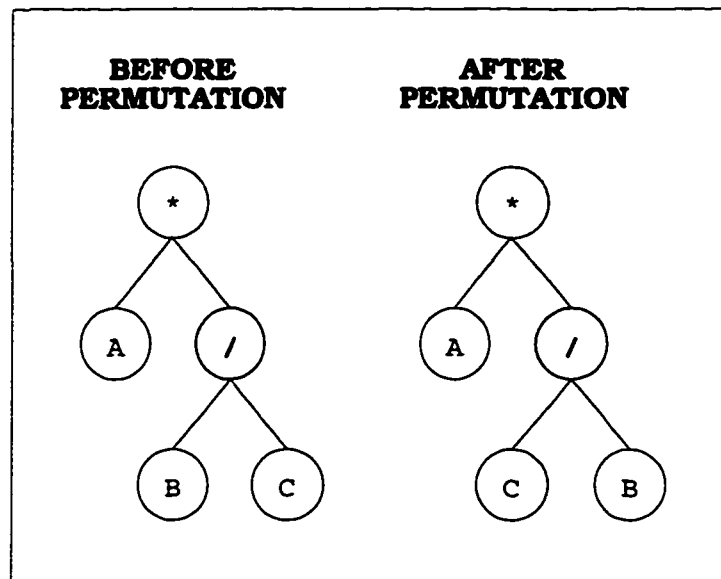 BEFORE
PERMUTATION
AFTER
PERMUTATION
*
*
A
/
A
/
B
C
C
B